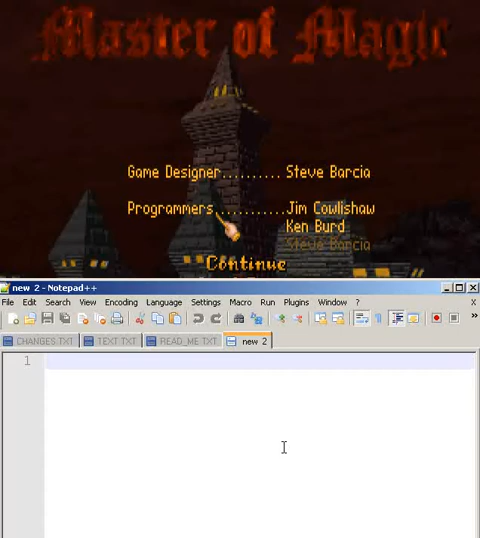 Master of Magic
Game Designer.......... Steve Barcia
Programmers............Jim Cowlishaw
Ken Burd
Steve Barcia
Continue
new 2 - Notepad++
File Edit Search View Encoding Language Settings Macro Run Plugins Window ? X
CHANGES.TXT TEXT.TXT READ_ME.TXT new 2
1